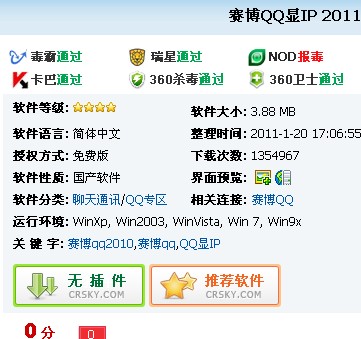 赛博QQ显IP 2011
毒霸通过 瑞星通过 NOD报毒
卡巴通过 360杀毒通过 360卫士通过
软件等级: 软件大小: 3.88 MB
软件语言: 简体中文 整理时间: 2011-1-20 17:06:55
授权方式: 免费版 下载次数: 1354967
软件性质: 国产软件 界面预览:
软件分类: 聊天通讯/QQ专区 相关连接: 赛博QQ
运行环境: WinXp, Win2003, WinVista, Win 7, Win9x
关 键 字: 赛博qq2010,赛博qq,QQ显IP
无插件 推荐软件
CRSKY.COM CRSKY.COM
0 分 0